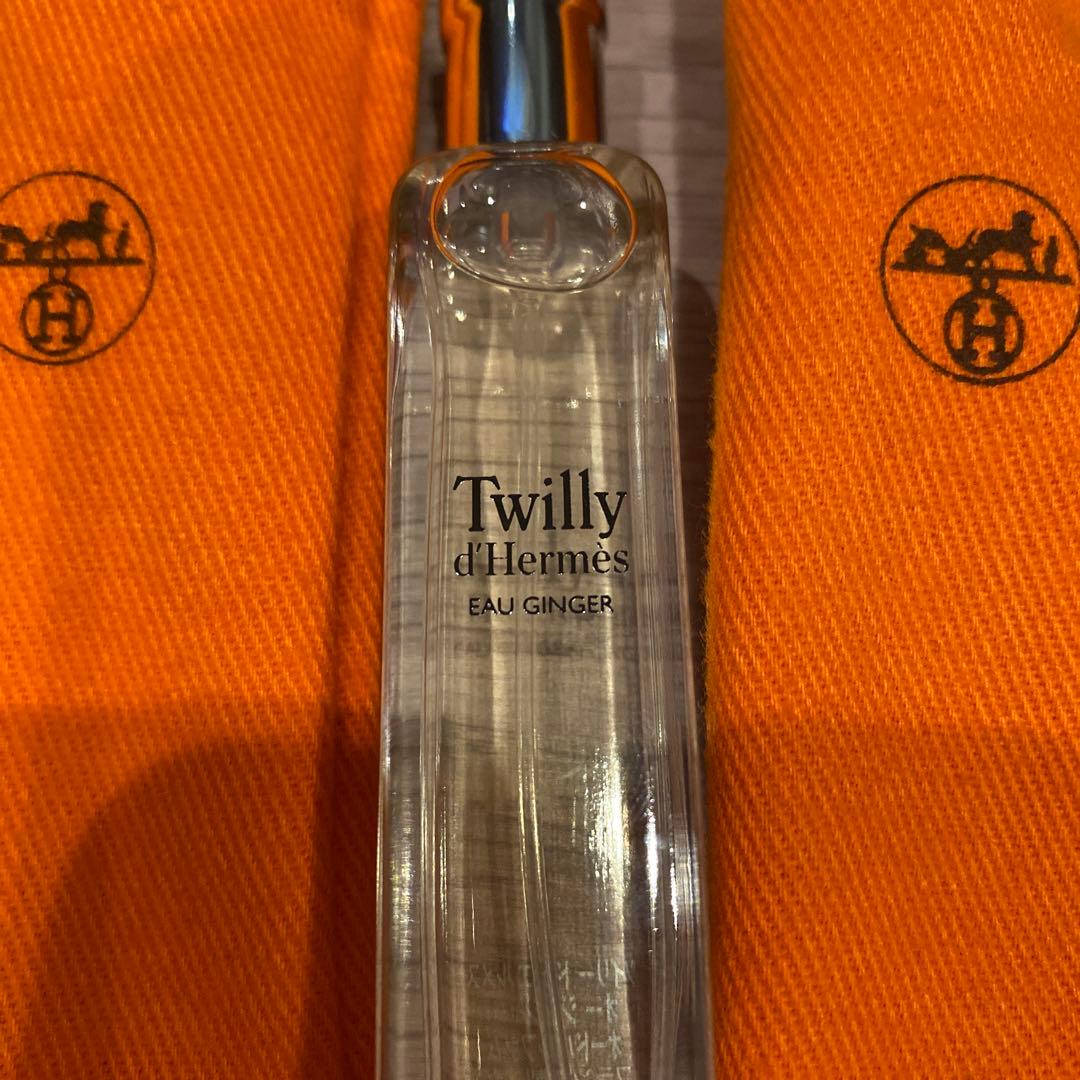 Twilly
d'Hermès
EAU GINGER
H
H